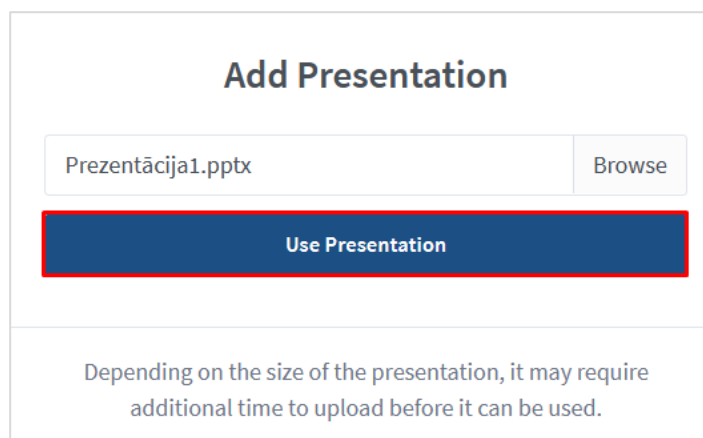 Add Presentation
Prezentācija1.pptx Browse
Use Presentation
Depending on the size of the presentation, it may require
additional time to upload before it can be used.